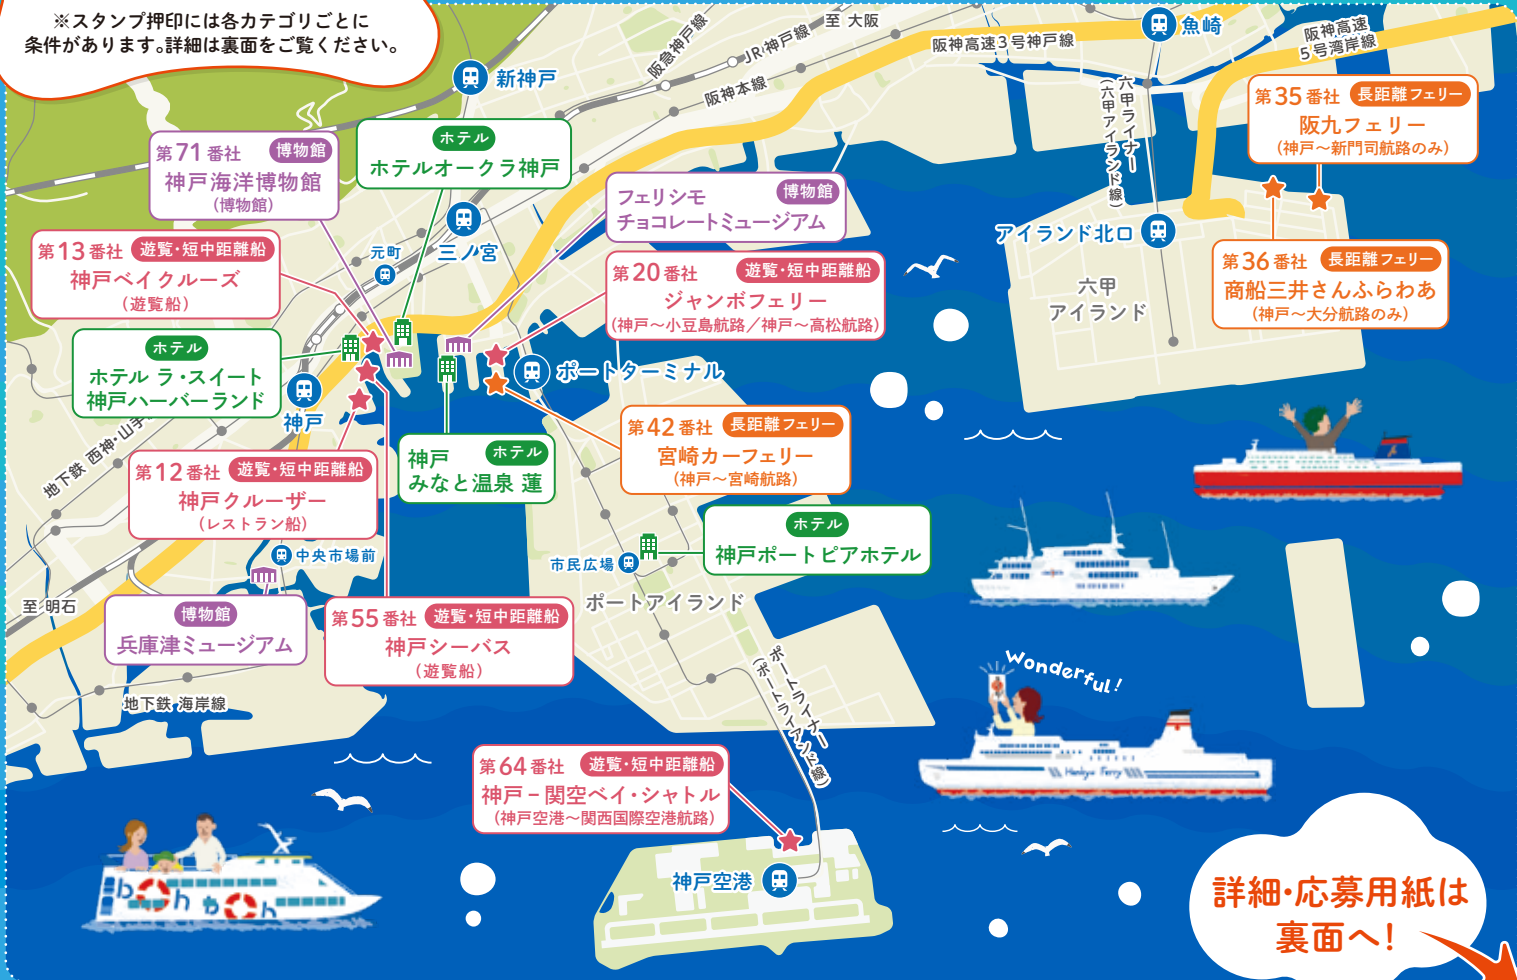 ※スタンプ押印には各カテゴリごとに
条件があります。詳細は裏面をご覧ください。
至 大阪
阪急神戸線
JR神戸線
阪神本線
阪神高速3号神戸線
魚崎
阪神高速
5号湾岸線
新神戸
六甲ライナー
(六甲アイランド線)
第35番社 長距離フェリー
阪九フェリー
(神戸〜新門司航路のみ)
ホテル
ホテルオークラ神戸
第71番社 博物館
神戸海洋博物館
(博物館)
フェリシモ 博物館
チョコレートミュージアム
三ノ宮
元町
アイランド北口
第13番社 遊覧・短中距離船
神戸ベイクルーズ
(遊覧船)
第20番社 遊覧・短中距離船
ジャンボフェリー
(神戸〜小豆島航路/神戸〜高松航路)
第36番社 長距離フェリー
商船三井さんふらわあ
(神戸〜大分航路のみ)
六甲
アイランド
ホテル
ホテル ラ・スイート
神戸ハーバーランド
神戸
ポートターミナル
地下鉄 西神・山手
第42番社 長距離フェリー
宮崎カーフェリー
(神戸〜宮崎航路)
神戸 ホテル
みなと温泉 蓮
第12番社 遊覧・短中距離船
神戸クルーザー
(レストラン船)
ホテル
神戸ポートピアホテル
中央市場前
市民広場
至 明石
ポートアイランド
博物館
兵庫津ミュージアム
第55番社 遊覧・短中距離船
神戸シーバス
(遊覧船)
地下鉄 海岸線
ポートライナー
(ポートアイランド線)
Wonderful!
Hankyu Ferry
第64番社 遊覧・短中距離船
神戸−関空ベイ・シャトル
(神戸空港〜関西国際空港航路)
神戸空港
boh boh
詳細・応募用紙は
裏面へ!